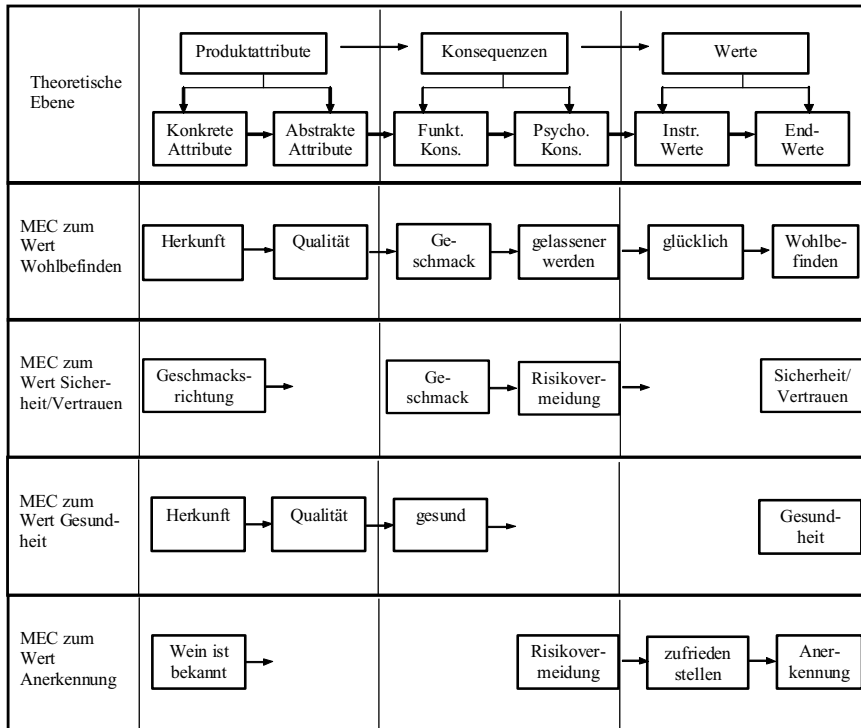 Theoretische
Ebene
Produktattribute
Konsequenzen
Werte
Konkrete
Attribute
Abstrakte
Attribute
Funkt.
Kons.
Psycho.
Kons.
Instr.
Werte
End-
Werte
MEC zum
Wert
Wohlbefinden
Herkunft
Qualität
Ge-
schmack
gelassener
werden
glücklich
Wohlbe-
finden
MEC zum
Wert Sicher-
heit/Vertrauen
Geschmacks-
richtung
Ge-
schmack
Risikover-
meidung
Sicherheit/
Vertrauen
MEC zum
Wert Gesund-
heit
Herkunft
Qualität
gesund
Gesund-
heit
MEC zum
Wert
Anerkennung
Wein ist
bekannt
Risikover-
meidung
zufrieden
stellen
Aner-
kennung